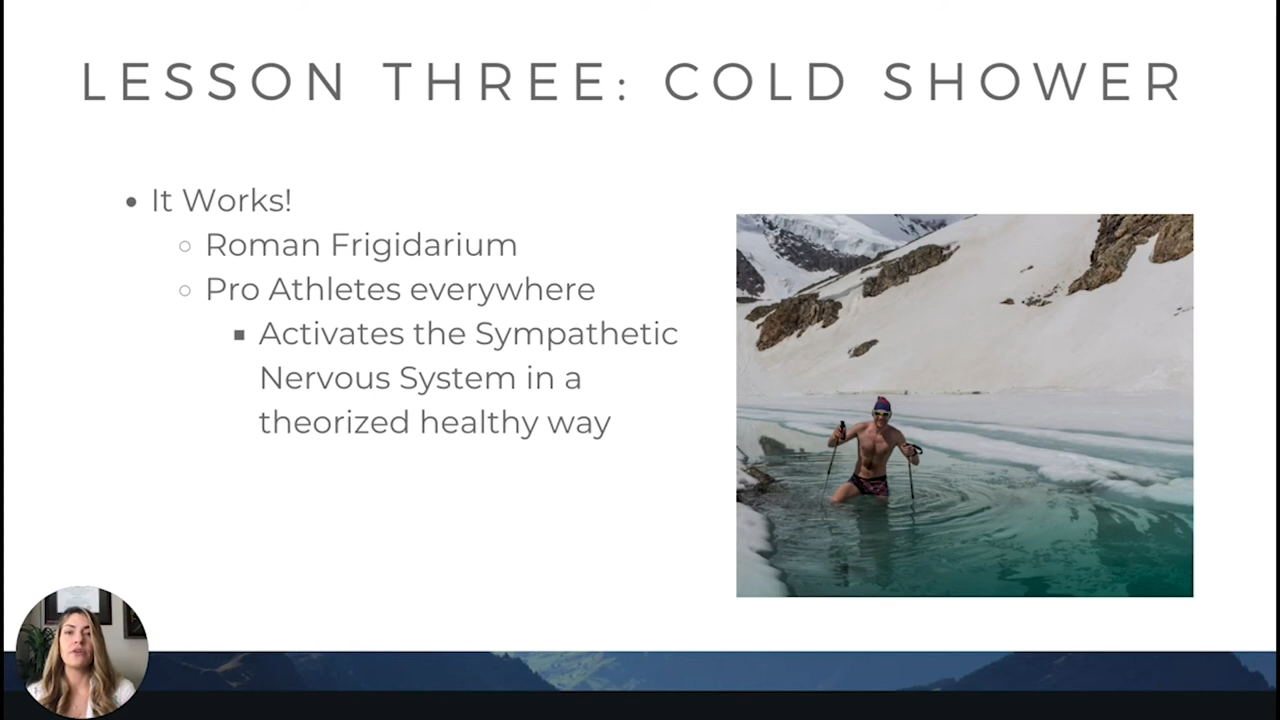 LESSON THREE: COLD SHOWER
It Works!
Roman Frigidarium
Pro Athletes everywhere
Activates the Sympathetic
Nervous System in a
theorized healthy way